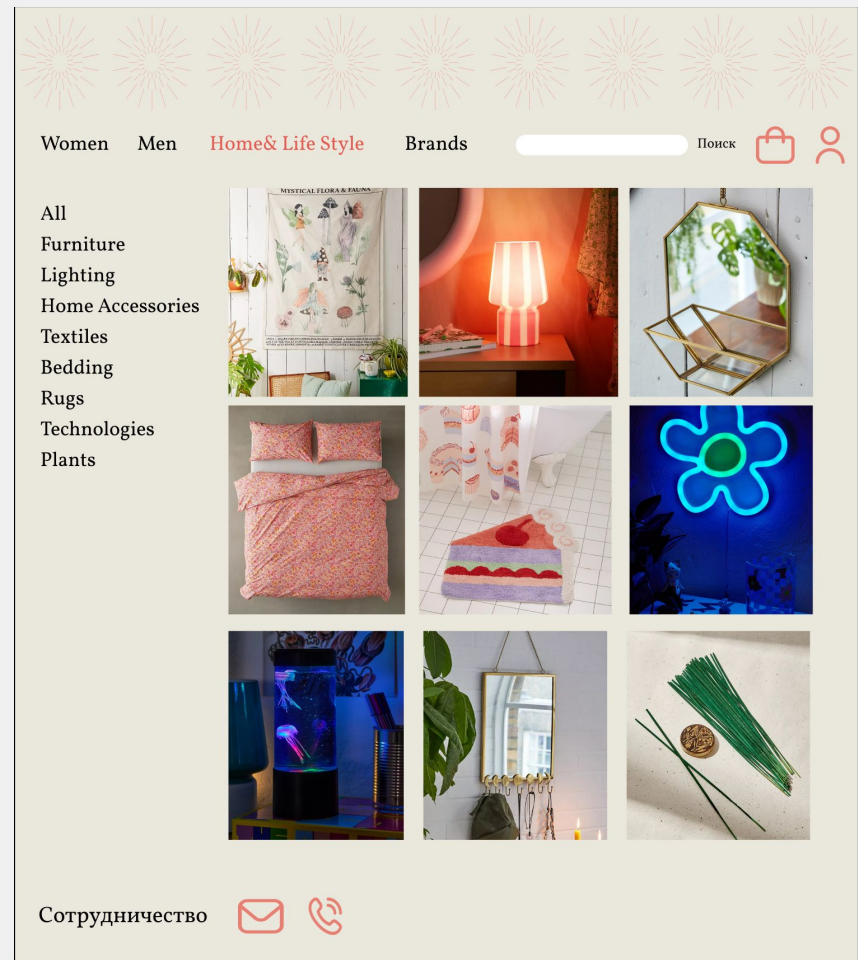 Women Men Home& Life Style Brands Поиск
All
Furniture
Lighting
Home Accessories
Textiles
Bedding
Rugs
Technologies
Plants
MYSTICAL FLORA & FAUNA
Сотрудничество